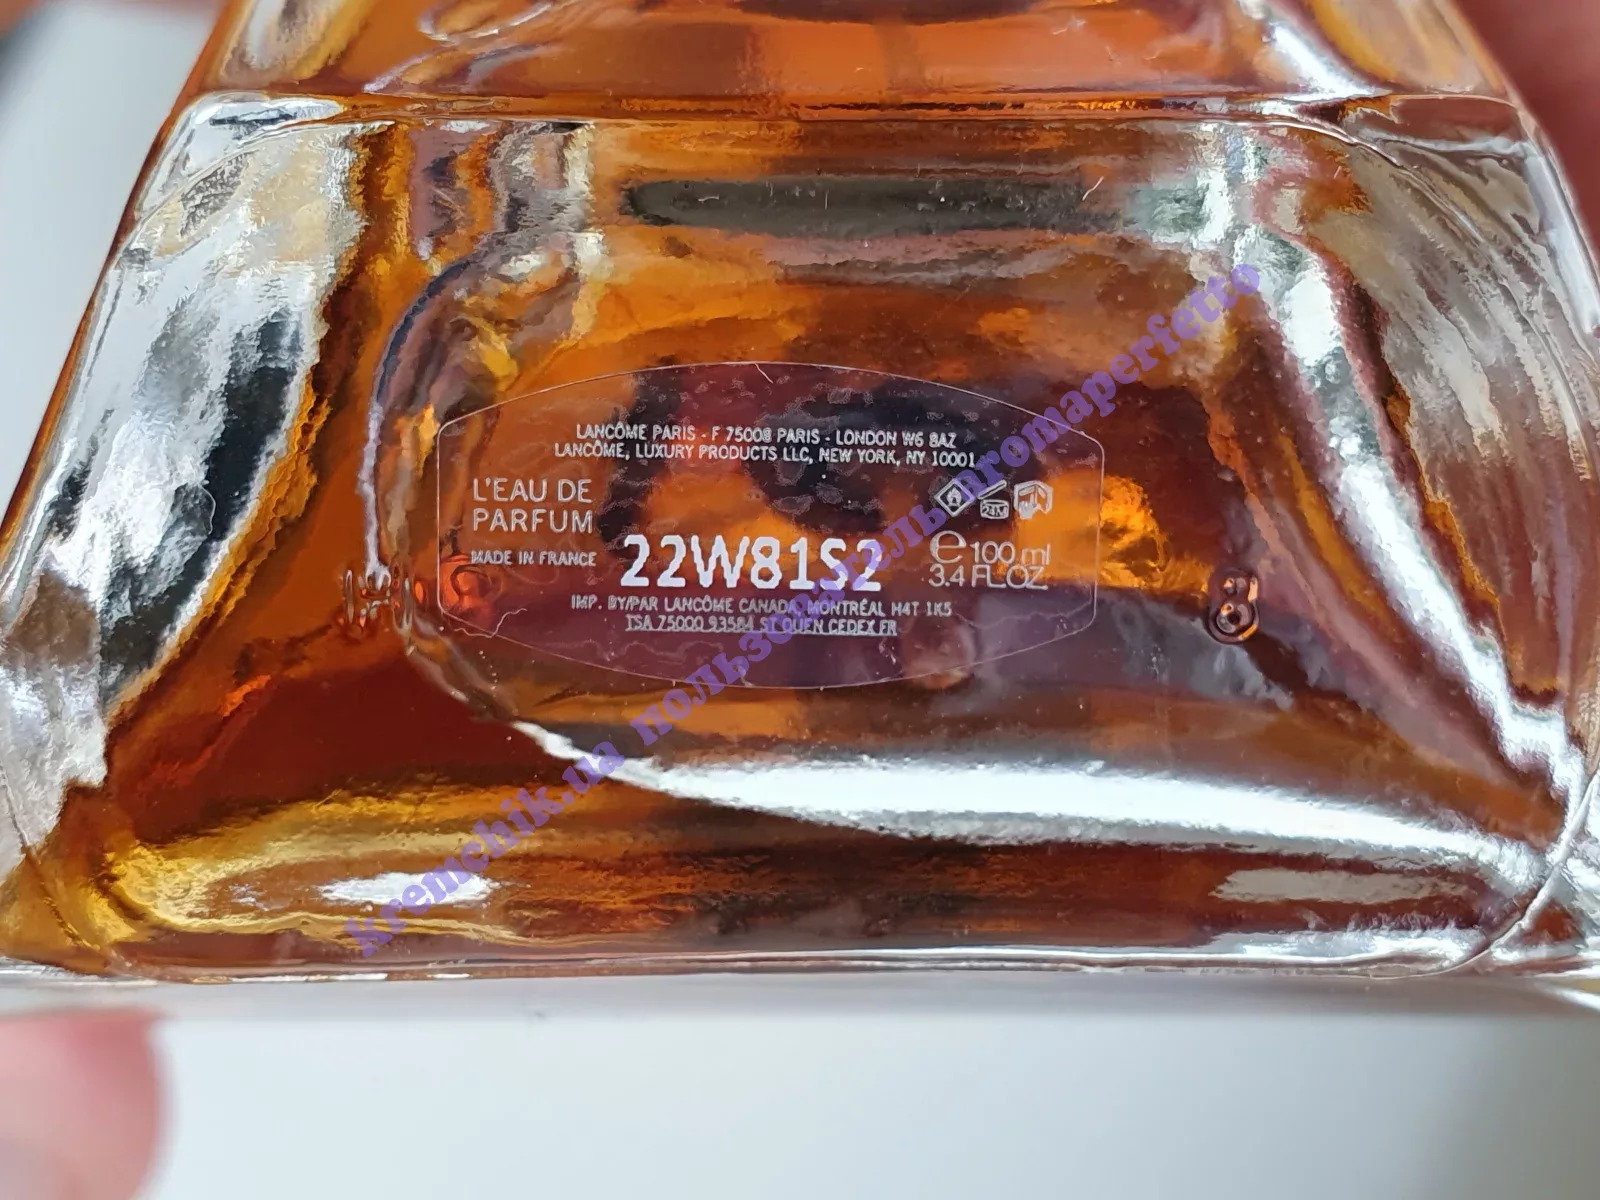 LANCÔME PARIS - F 75008 PARIS - LONDON W6 8AZ
LANCÔME, LUXURY PRODUCTS LLC, NEW YORK, NY 10001
L'EAU DE
PARFUM
MADE IN FRANCE
22W81S2
24M
℮ 100 ml
3.4 FL.OZ
IMP. BY/PAR LANCÔME CANADA, MONTRÉAL H4T 1K5
TSA 75000 93584 ST OUEN CEDEX FR
8
kremchik.ua пользователь aromaperfetto